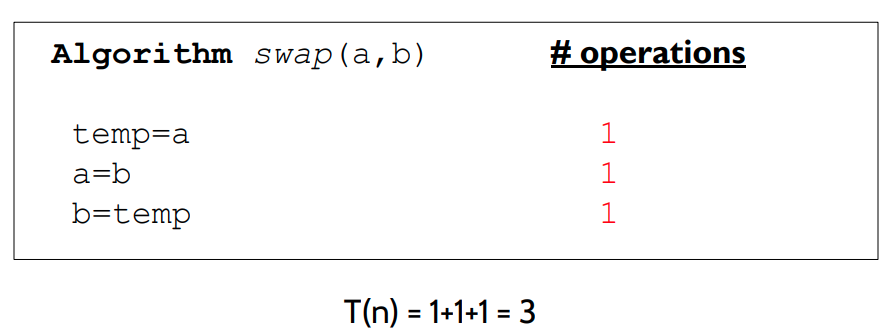 Algorithm swap(a,b) # operations
temp=a 1
a=b 1
b=temp 1
T(n) = 1+1+1 = 3